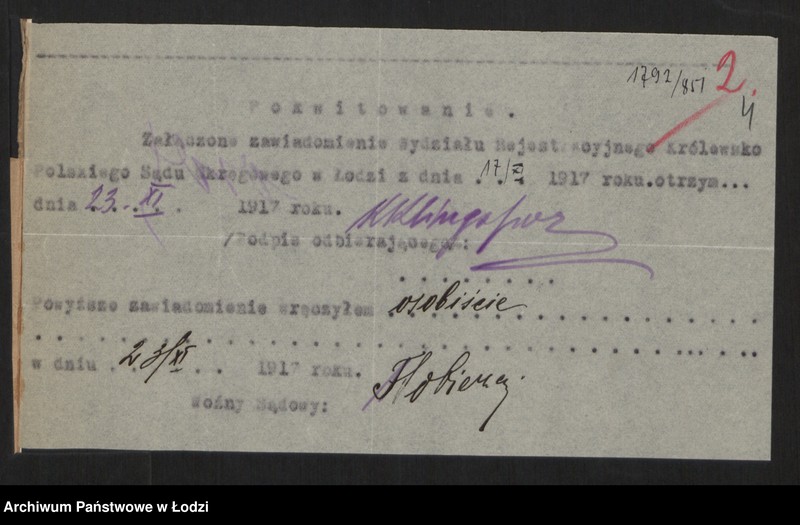 1792/851 2.
4
Pokwitowanie.
Załączone zawiadomienie Wydziału Rejestracyjnego Królewsko
Polskiego Sądu Okręgowego w Łodzi z dnia 17/XI 1917 roku.otrzym...
dnia 23. XI. 1917 roku.
/Podpis odbierającego:
Powyższe zawiadomienie wręczyłem osobiście
w dniu 23/XI 1917 roku.
Woźny Sądowy:
Archiwum Państwowe w Łodzi